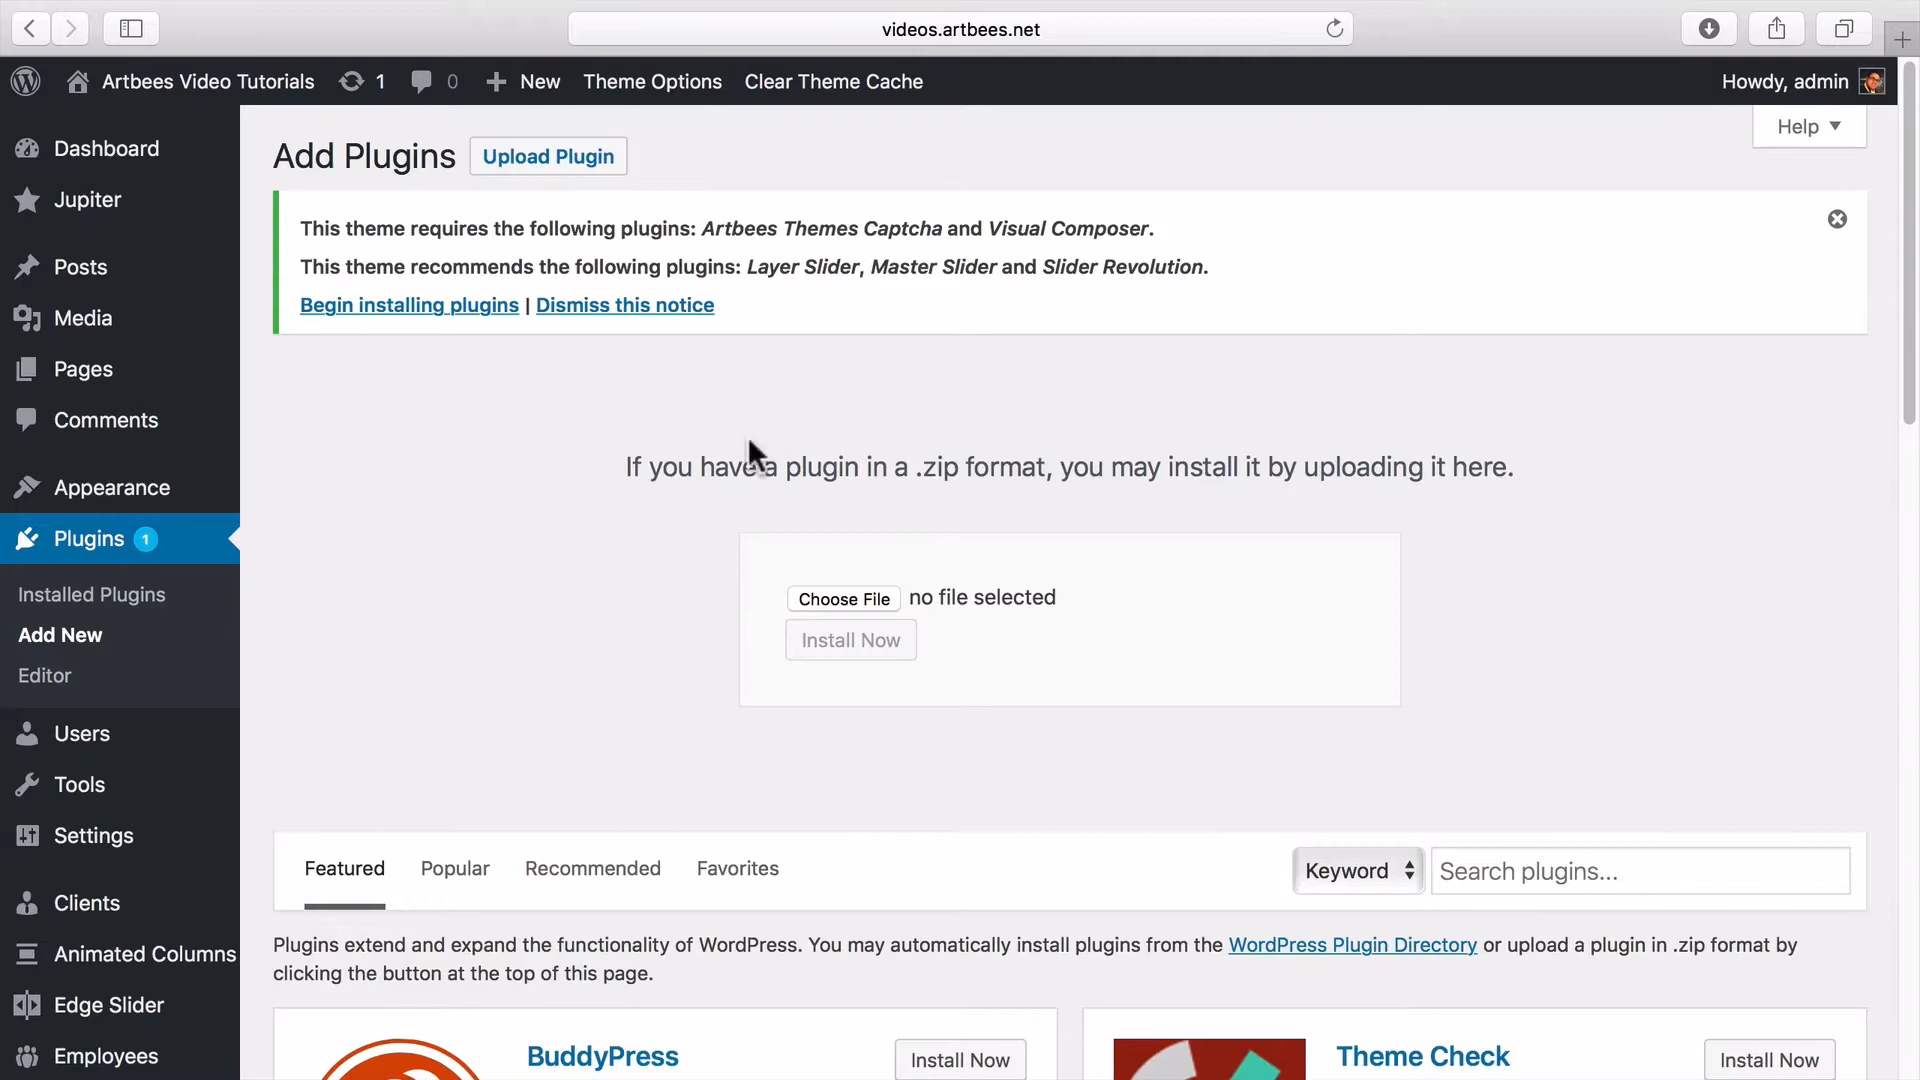 videos.artbees.net
Artbees Video Tutorials 1 0 New Theme Options Clear Theme Cache Howdy, admin
Help
Dashboard
Jupiter
Posts
Media
Pages
Comments
Appearance
Plugins 1
Installed Plugins
Add New
Editor
Users
Tools
Settings
Clients
Animated Columns
Edge Slider
Employees
Add Plugins Upload Plugin
This theme requires the following plugins: Artbees Themes Captcha and Visual Composer.
This theme recommends the following plugins: Layer Slider, Master Slider and Slider Revolution.
Begin installing plugins | Dismiss this notice
If you have a plugin in a .zip format, you may install it by uploading it here.
Choose File no file selected
Install Now
Featured Popular Recommended Favorites Keyword Search plugins...
Plugins extend and expand the functionality of WordPress. You may automatically install plugins from the WordPress Plugin Directory or upload a plugin in .zip format by
clicking the button at the top of this page.
BuddyPress Install Now
Theme Check Install Now